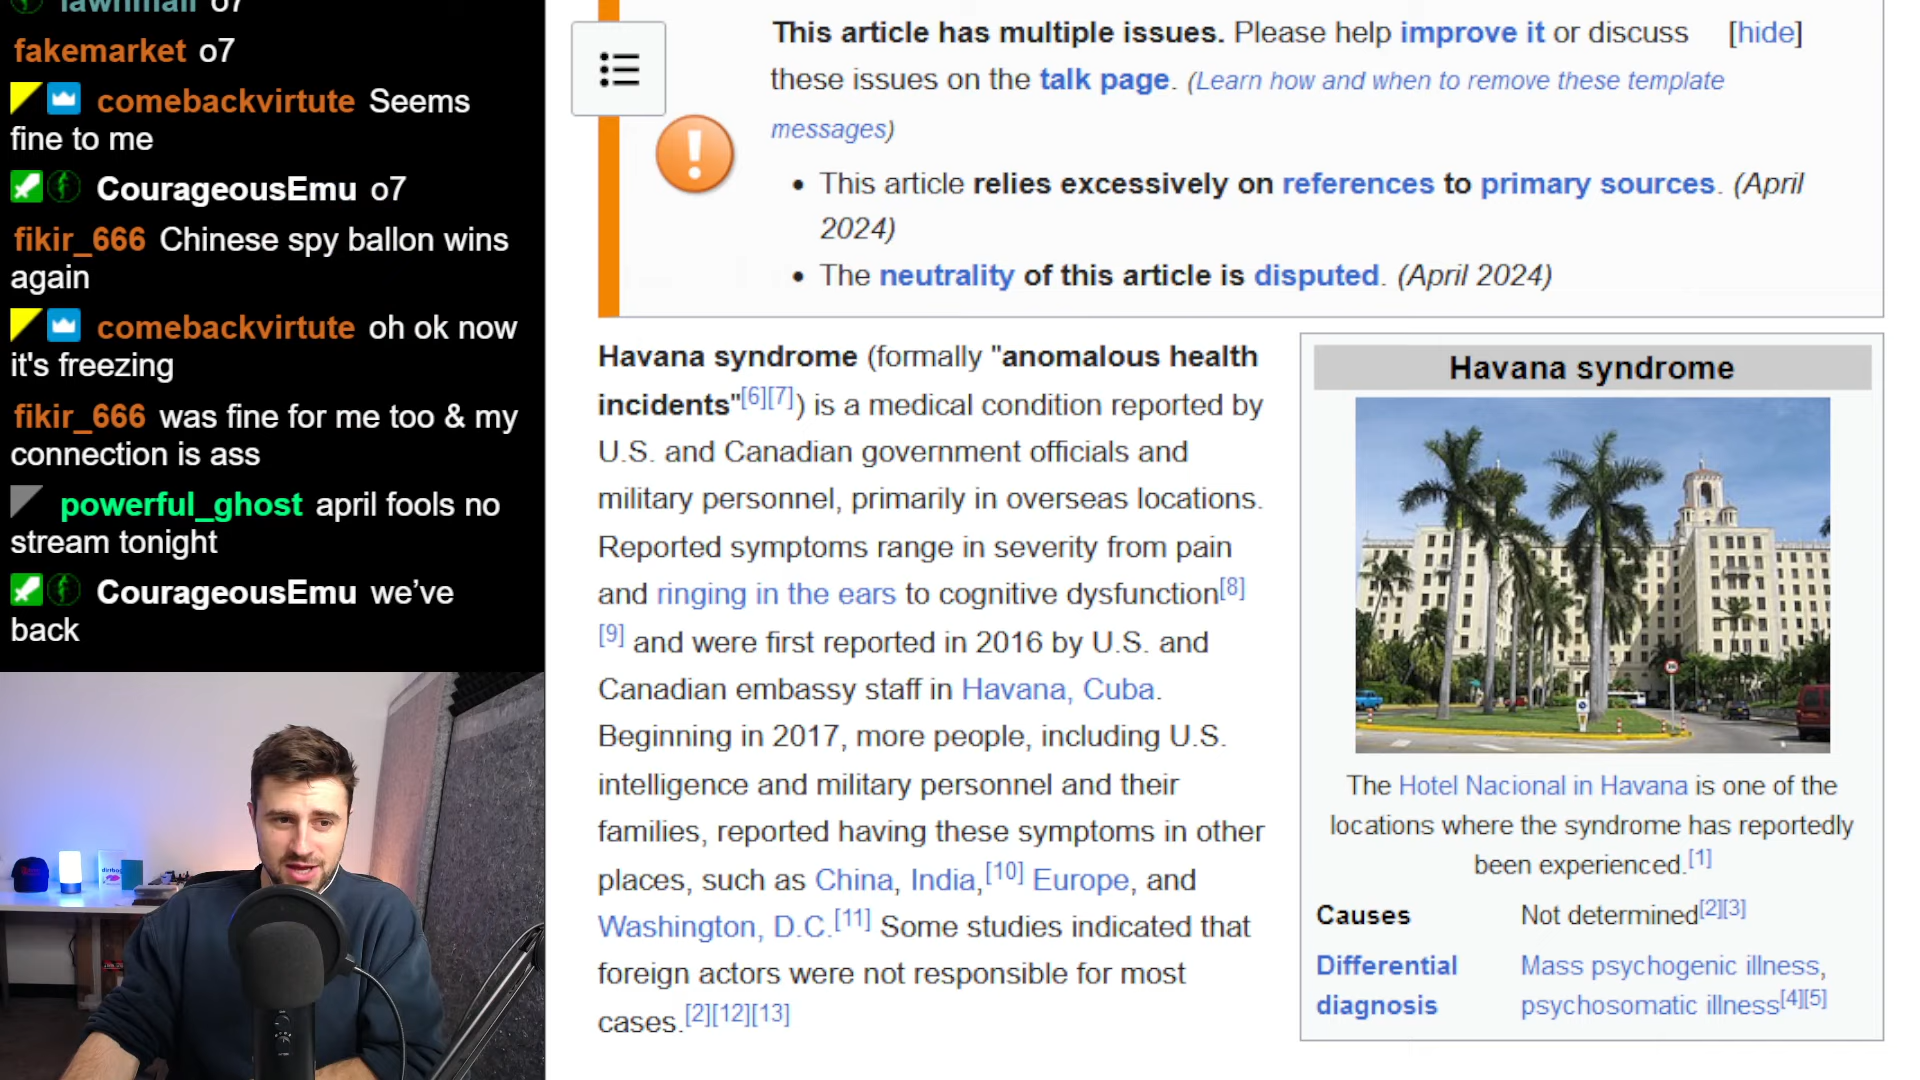 lawnmail o7
fakemarket o7
comebackvirtute Seems
fine to me
CourageousEmu o7
fikir_666 Chinese spy ballon wins
again
comebackvirtute oh ok now
it's freezing
fikir_666 was fine for me too & my
connection is ass
powerful_ghost april fools no
stream tonight
CourageousEmu we've
back
This article has multiple issues. Please help improve it or discuss [hide]
these issues on the talk page. (Learn how and when to remove these template
messages)
• This article relies excessively on references to primary sources. (April
2024)
• The neutrality of this article is disputed. (April 2024)
Havana syndrome (formally "anomalous health
incidents"[6][7]) is a medical condition reported by
U.S. and Canadian government officials and
military personnel, primarily in overseas locations.
Reported symptoms range in severity from pain
and ringing in the ears to cognitive dysfunction[8]
[9] and were first reported in 2016 by U.S. and
Canadian embassy staff in Havana, Cuba.
Beginning in 2017, more people, including U.S.
intelligence and military personnel and their
families, reported having these symptoms in other
places, such as China, India,[10] Europe, and
Washington, D.C.[11] Some studies indicated that
foreign actors were not responsible for most
cases.[2][12][13]
Havana syndrome
The Hotel Nacional in Havana is one of the
locations where the syndrome has reportedly
been experienced.[1]
Causes Not determined[2][3]
Differential Mass psychogenic illness,
diagnosis psychosomatic illness[4][5]